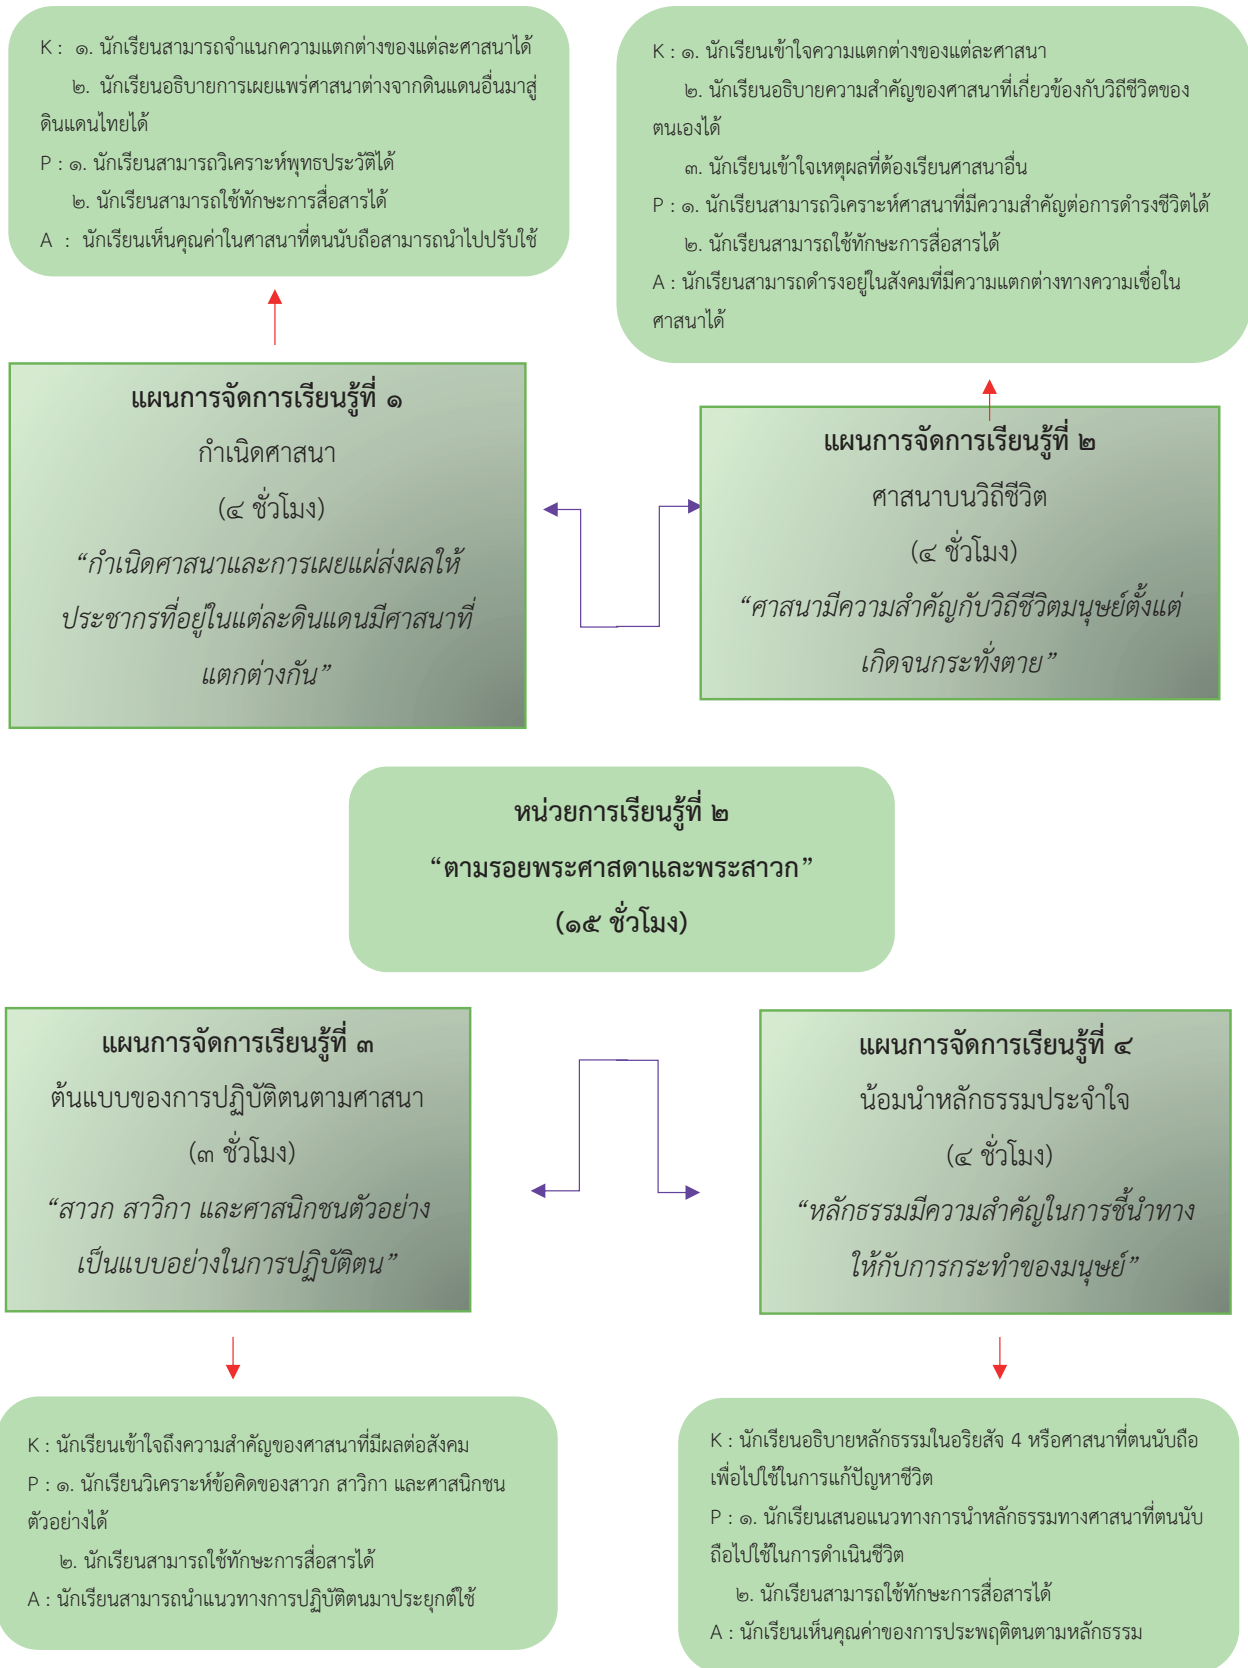 K : ๑. นักเรียนสามารถจำแนกความแตกต่างของแต่ละศาสนาได้
๒. นักเรียนอธิบายการเผยแพร่ศาสนาต่างจากดินแดนอื่นมาสู่
ดินแดนไทยได้
P : ๑. นักเรียนสามารถวิเคราะห์พุทธประวัติได้
๒. นักเรียนสามารถใช้ทักษะการสื่อสารได้
A : นักเรียนเห็นคุณค่าในศาสนาที่ตนนับถือสามารถนำไปปรับใช้
K : ๑. นักเรียนเข้าใจความแตกต่างของแต่ละศาสนา
๒. นักเรียนอธิบายความสำคัญของศาสนาที่เกี่ยวข้องกับวิถีชีวิตของ
ตนเองได้
๓. นักเรียนเข้าใจเหตุผลที่ต้องเรียนศาสนาอื่น
P : ๑. นักเรียนสามารถวิเคราะห์ศาสนาที่มีความสำคัญต่อการดำรงชีวิตได้
๒. นักเรียนสามารถใช้ทักษะการสื่อสารได้
A : นักเรียนสามารถดำรงอยู่ในสังคมที่มีความแตกต่างทางความเชื่อใน
ศาสนาได้
แผนการจัดการเรียนรู้ที่ ๑
กำเนิดศาสนา
(๔ ชั่วโมง)
“กำเนิดศาสนาและการเผยแผ่ส่งผลให้
ประชากรที่อยู่ในแต่ละดินแดนมีศาสนาที่
แตกต่างกัน”
แผนการจัดการเรียนรู้ที่ ๒
ศาสนาบนวิถีชีวิต
(๔ ชั่วโมง)
“ศาสนามีความสำคัญกับวิถีชีวิตมนุษย์ตั้งแต่
เกิดจนกระทั่งตาย”
หน่วยการเรียนรู้ที่ ๒
“ตามรอยพระศาสดาและพระสาวก”
(๑๕ ชั่วโมง)
แผนการจัดการเรียนรู้ที่ ๓
ต้นแบบของการปฏิบัติตนตามศาสนา
(๓ ชั่วโมง)
“สาวก สาวิกา และศาสนิกชนตัวอย่าง
เป็นแบบอย่างในการปฏิบัติตน”
แผนการจัดการเรียนรู้ที่ ๔
น้อมนำหลักธรรมประจำใจ
(๔ ชั่วโมง)
“หลักธรรมมีความสำคัญในการชี้นำทาง
ให้กับการกระทำของมนุษย์”
K : นักเรียนเข้าใจถึงความสำคัญของศาสนาที่มีผลต่อสังคม
P : ๑. นักเรียนวิเคราะห์ข้อคิดของสาวก สาวิกา และศาสนิกชน
ตัวอย่างได้
๒. นักเรียนสามารถใช้ทักษะการสื่อสารได้
A : นักเรียนสามารถนำแนวทางการปฏิบัติตนมาประยุกต์ใช้
K : นักเรียนอธิบายหลักธรรมในอริยสัจ 4 หรือศาสนาที่ตนนับถือ
เพื่อไปใช้ในการแก้ปัญหาชีวิต
P : ๑. นักเรียนเสนอแนวทางการนำหลักธรรมทางศาสนาที่ตนนับ
ถือไปใช้ในการดำเนินชีวิต
๒. นักเรียนสามารถใช้ทักษะการสื่อสารได้
A : นักเรียนเห็นคุณค่าของการประพฤติตนตามหลักธรรม